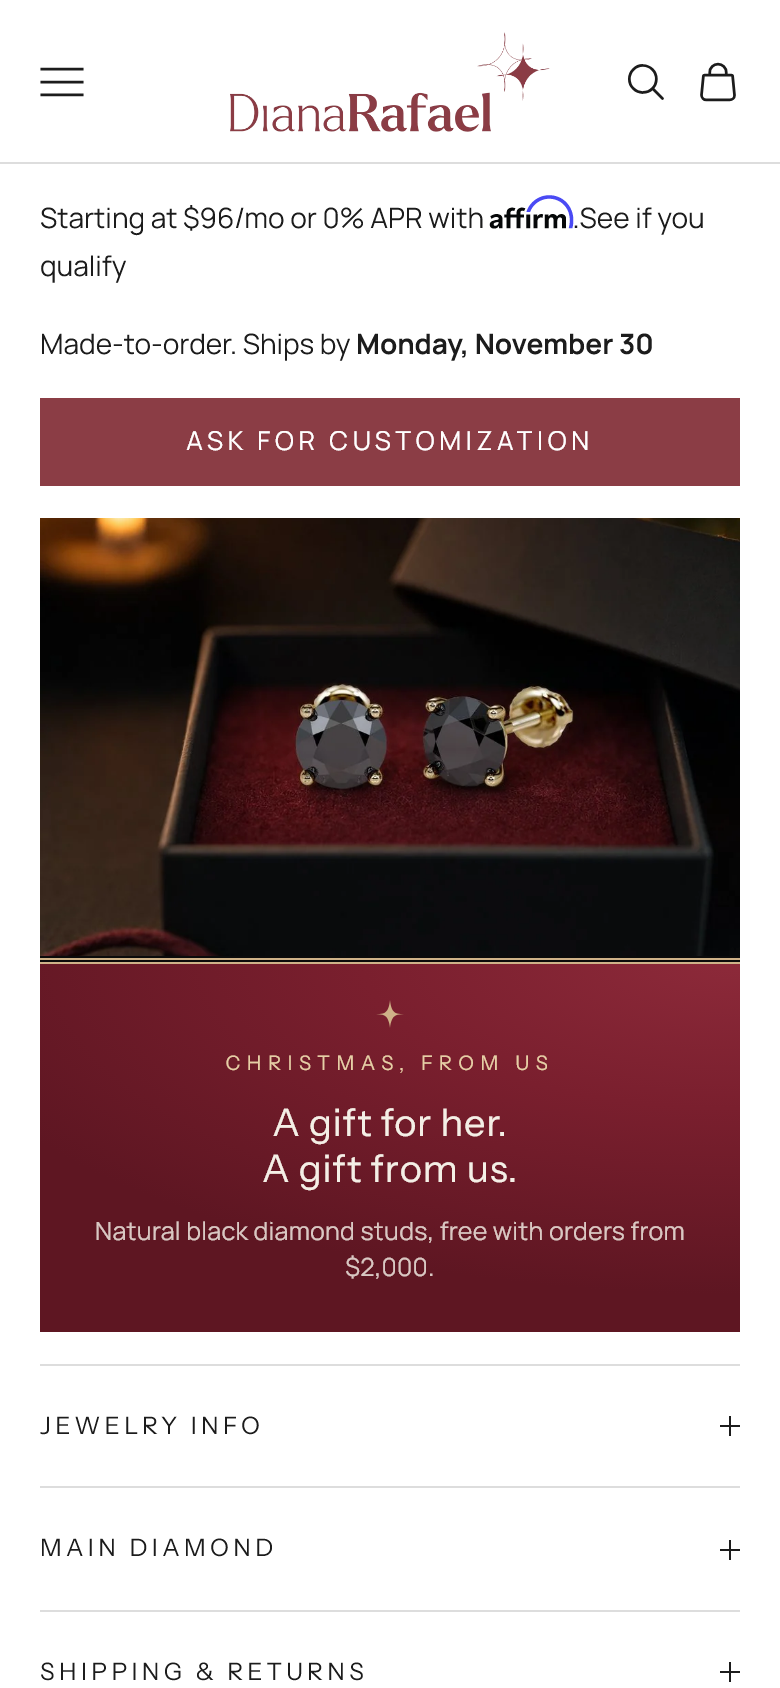 DianaRafael
Starting at $96/mo or 0% APR with affirm.See if you
qualify
Made-to-order. Ships by Monday, November 30
ASK FOR CUSTOMIZATION
CHRISTMAS, FROM US
A gift for her.
A gift from us.
Natural black diamond studs, free with orders from
$2,000.
JEWELRY INFO
MAIN DIAMOND
SHIPPING & RETURNS